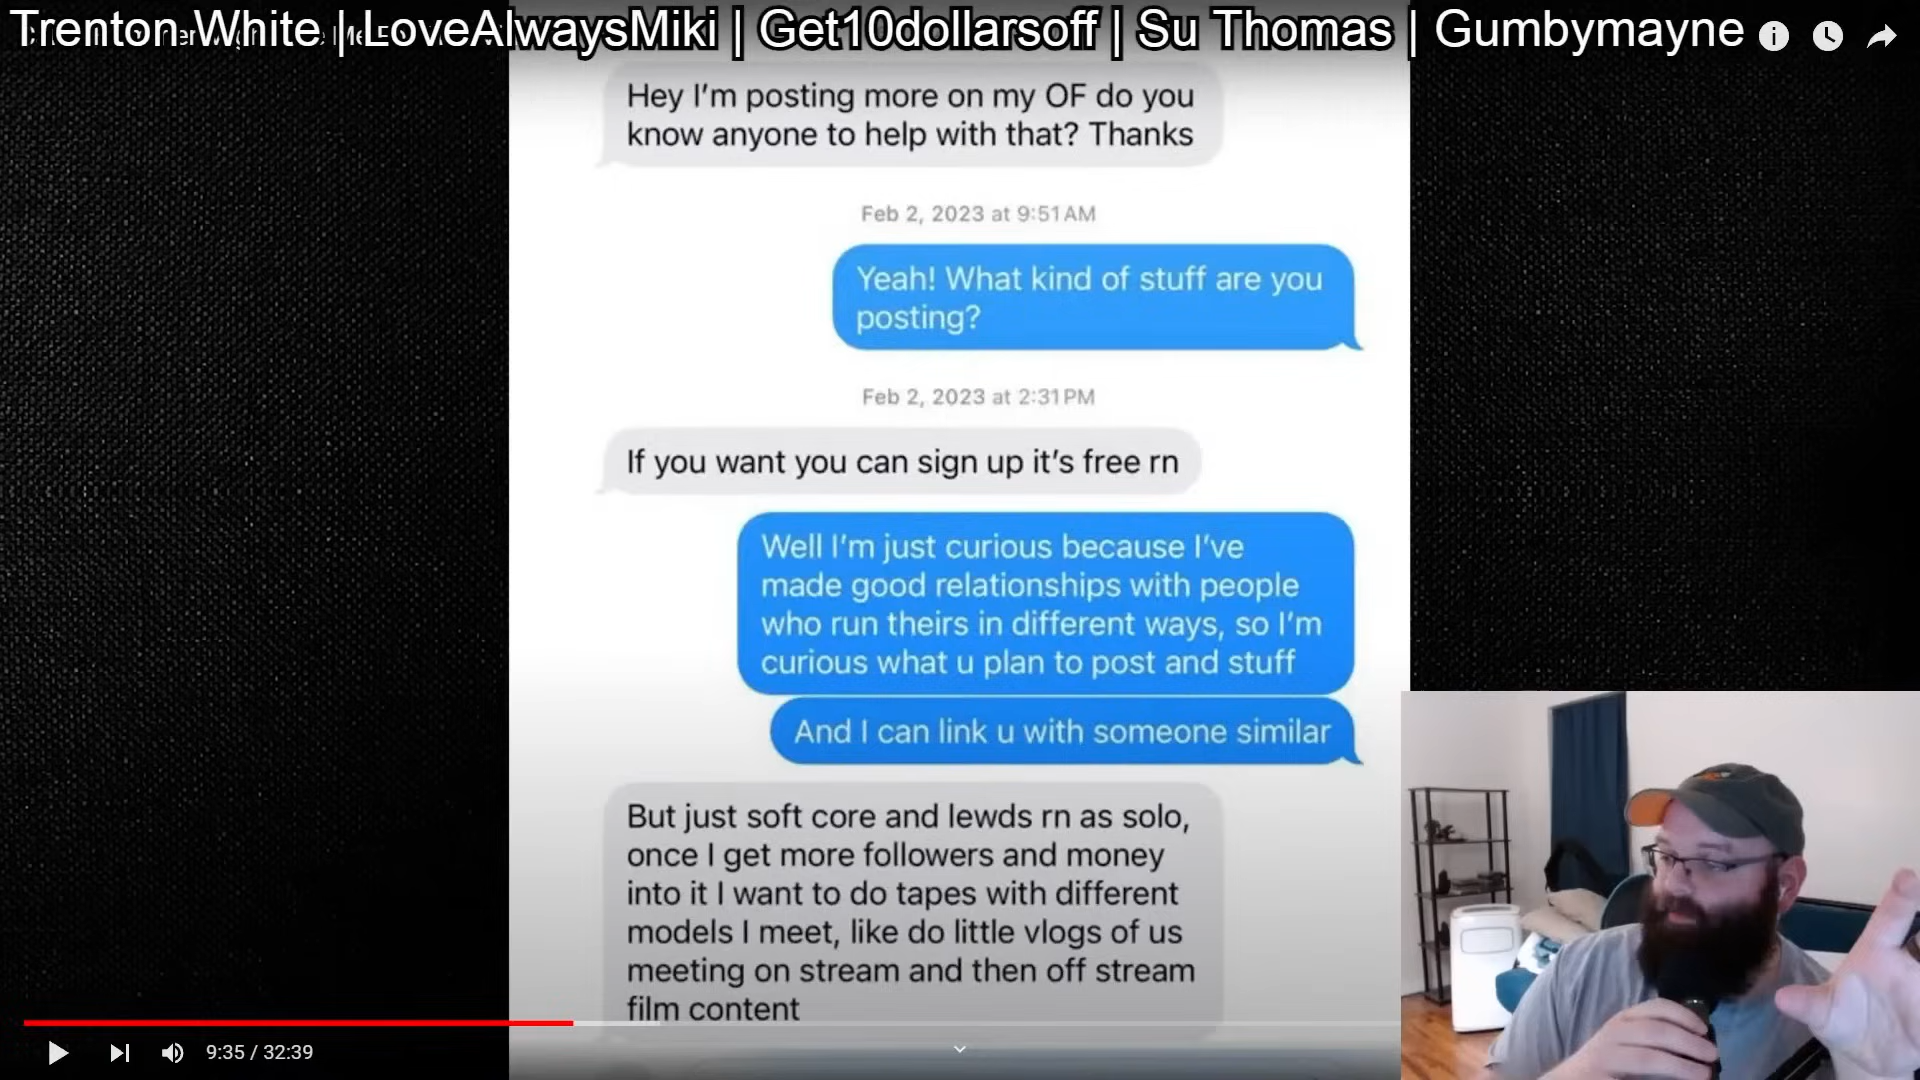 Trenton White | LoveAlwaysMiki | Get10dollarsoff | Su Thomas | Gumbymayne
Hey I'm posting more on my OF do you
know anyone to help with that? Thanks
Feb 2, 2023 at 9:51 AM
Yeah! What kind of stuff are you
posting?
Feb 2, 2023 at 2:31 PM
If you want you can sign up it's free rn
Well I'm just curious because I've
made good relationships with people
who run theirs in different ways, so I'm
curious what u plan to post and stuff
And I can link u with someone similar
But just soft core and lewds rn as solo,
once I get more followers and money
into it I want to do tapes with different
models I meet, like do little vlogs of us
meeting on stream and then off stream
film content
9:35 / 32:39